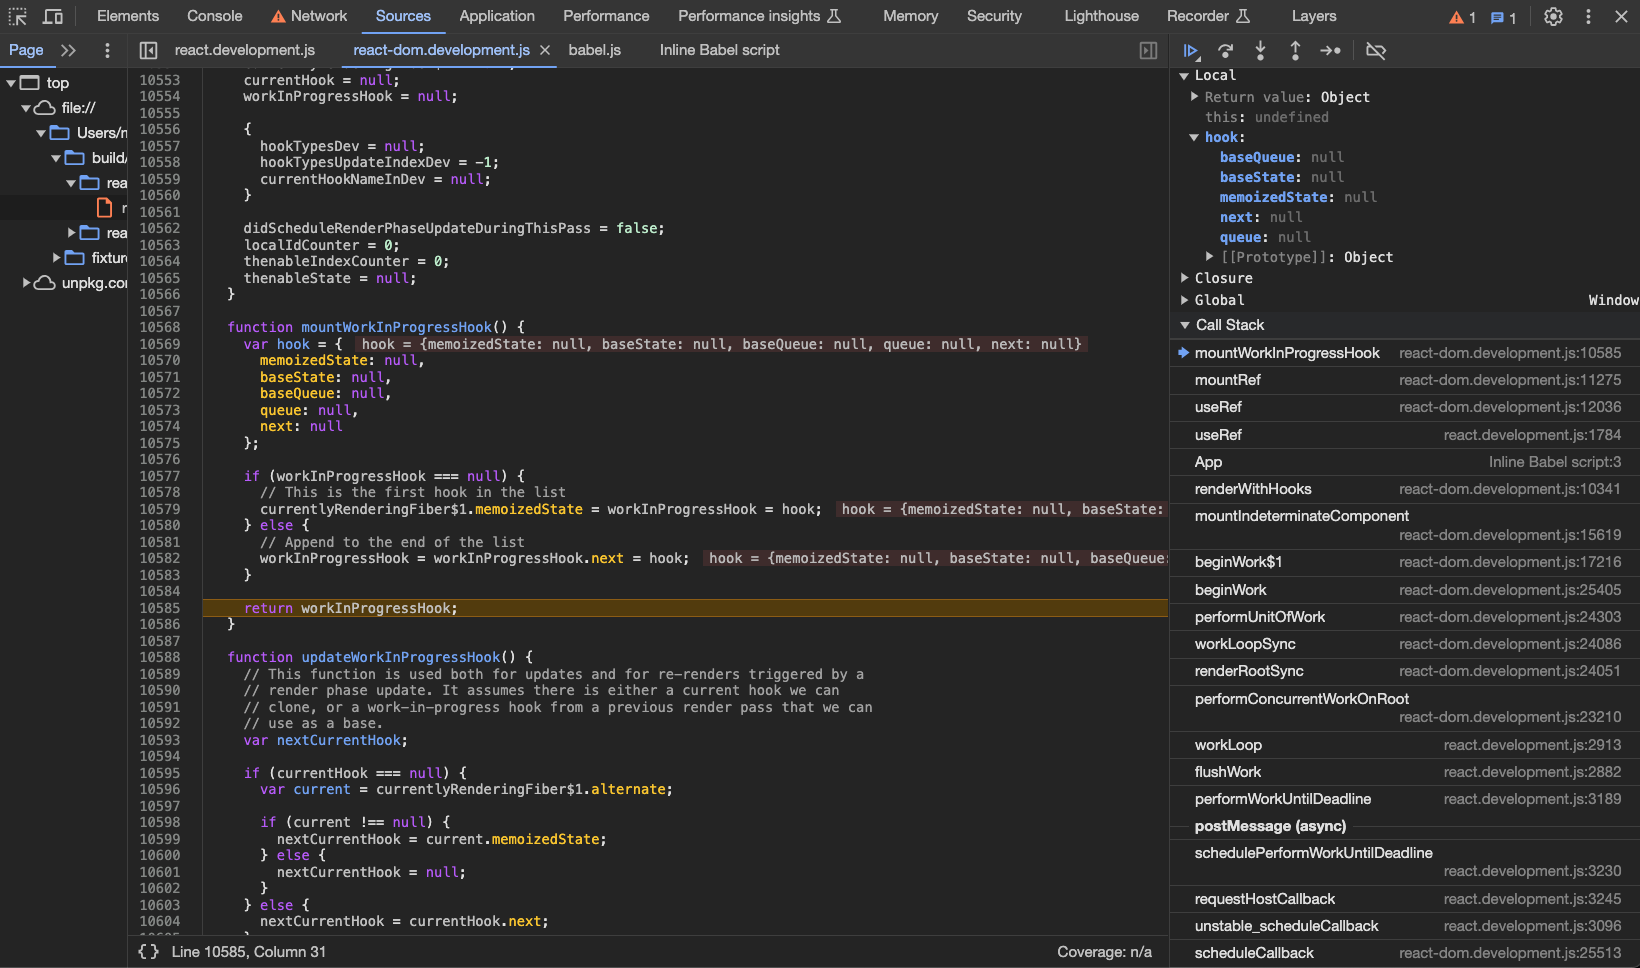 Elements Console Network Sources Application Performance Performance insights Memory Security Lighthouse Recorder Layers 1 1
Page react.development.js react-dom.development.js babel.js Inline Babel script
top
file://
Users/
build/
rea
rea
fixture
unpkg.co
10553 currentHook = null;
10554 workInProgressHook = null;
10555
10556 {
10557 hookTypesDev = null;
10558 hookTypesUpdateIndexDev = -1;
10559 currentHookNameInDev = null;
10560 }
10561
10562 didScheduleRenderPhaseUpdateDuringThisPass = false;
10563 localIdCounter = 0;
10564 thenableIndexCounter = 0;
10565 thenableState = null;
10566 }
10567
10568 function mountWorkInProgressHook() {
10569 var hook = { hook = {memoizedState: null, baseState: null, baseQueue: null, queue: null, next: null}
10570 memoizedState: null,
10571 baseState: null,
10572 baseQueue: null,
10573 queue: null,
10574 next: null
10575 };
10576
10577 if (workInProgressHook === null) {
10578 // This is the first hook in the list
10579 currentlyRenderingFiber$1.memoizedState = workInProgressHook = hook; hook = {memoizedState: null, baseState:
10580 } else {
10581 // Append to the end of the list
10582 workInProgressHook = workInProgressHook.next = hook; hook = {memoizedState: null, baseState: null, baseQueue:
10583 }
10584
10585 return workInProgressHook;
10586 }
10587
10588 function updateWorkInProgressHook() {
10589 // This function is used both for updates and for re-renders triggered by a
10590 // render phase update. It assumes there is either a current hook we can
10591 // clone, or a work-in-progress hook from a previous render pass that we can
10592 // use as a base.
10593 var nextCurrentHook;
10594
10595 if (currentHook === null) {
10596 var current = currentlyRenderingFiber$1.alternate;
10597
10598 if (current !== null) {
10599 nextCurrentHook = current.memoizedState;
10600 } else {
10601 nextCurrentHook = null;
10602 }
10603 } else {
10604 nextCurrentHook = currentHook.next;
{} Line 10585, Column 31 Coverage: n/a
Local
Return value: Object
this: undefined
hook:
baseQueue: null
baseState: null
memoizedState: null
next: null
queue: null
[[Prototype]]: Object
Closure
Global Window
Call Stack
mountWorkInProgressHook react-dom.development.js:10585
mountRef react-dom.development.js:11275
useRef react-dom.development.js:12036
useRef react.development.js:1784
App Inline Babel script:3
renderWithHooks react-dom.development.js:10341
mountIndeterminateComponent
react-dom.development.js:15619
beginWork$1 react-dom.development.js:17216
beginWork react-dom.development.js:25405
performUnitOfWork react-dom.development.js:24303
workLoopSync react-dom.development.js:24086
renderRootSync react-dom.development.js:24051
performConcurrentWorkOnRoot
react-dom.development.js:23210
workLoop react.development.js:2913
flushWork react.development.js:2882
performWorkUntilDeadline react.development.js:3189
postMessage (async)
schedulePerformWorkUntilDeadline
react.development.js:3230
requestHostCallback react.development.js:3245
unstable_scheduleCallback react.development.js:3096
scheduleCallback react-dom.development.js:25513